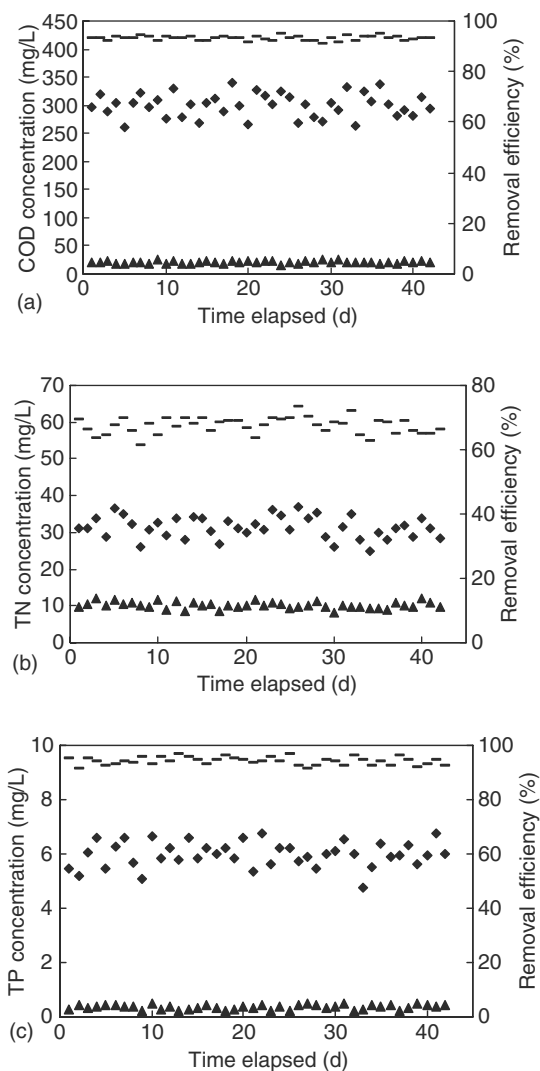 450
400
350
300
250
200
150
100
50
0
COD concentration (mg/L)
100
80
60
40
20
0
Removal efficiency (%)
0 10 20 30 40
(a)
Time elapsed (d)
70
60
50
40
30
20
10
0
TN concentration (mg/L)
80
60
40
20
0
Removal efficiency (%)
0 10 20 30 40
(b)
Time elapsed (d)
10
8
6
4
2
0
TP concentration (mg/L)
100
80
60
40
20
0
Removal efficiency (%)
0 10 20 30 40
(c)
Time elapsed (d)